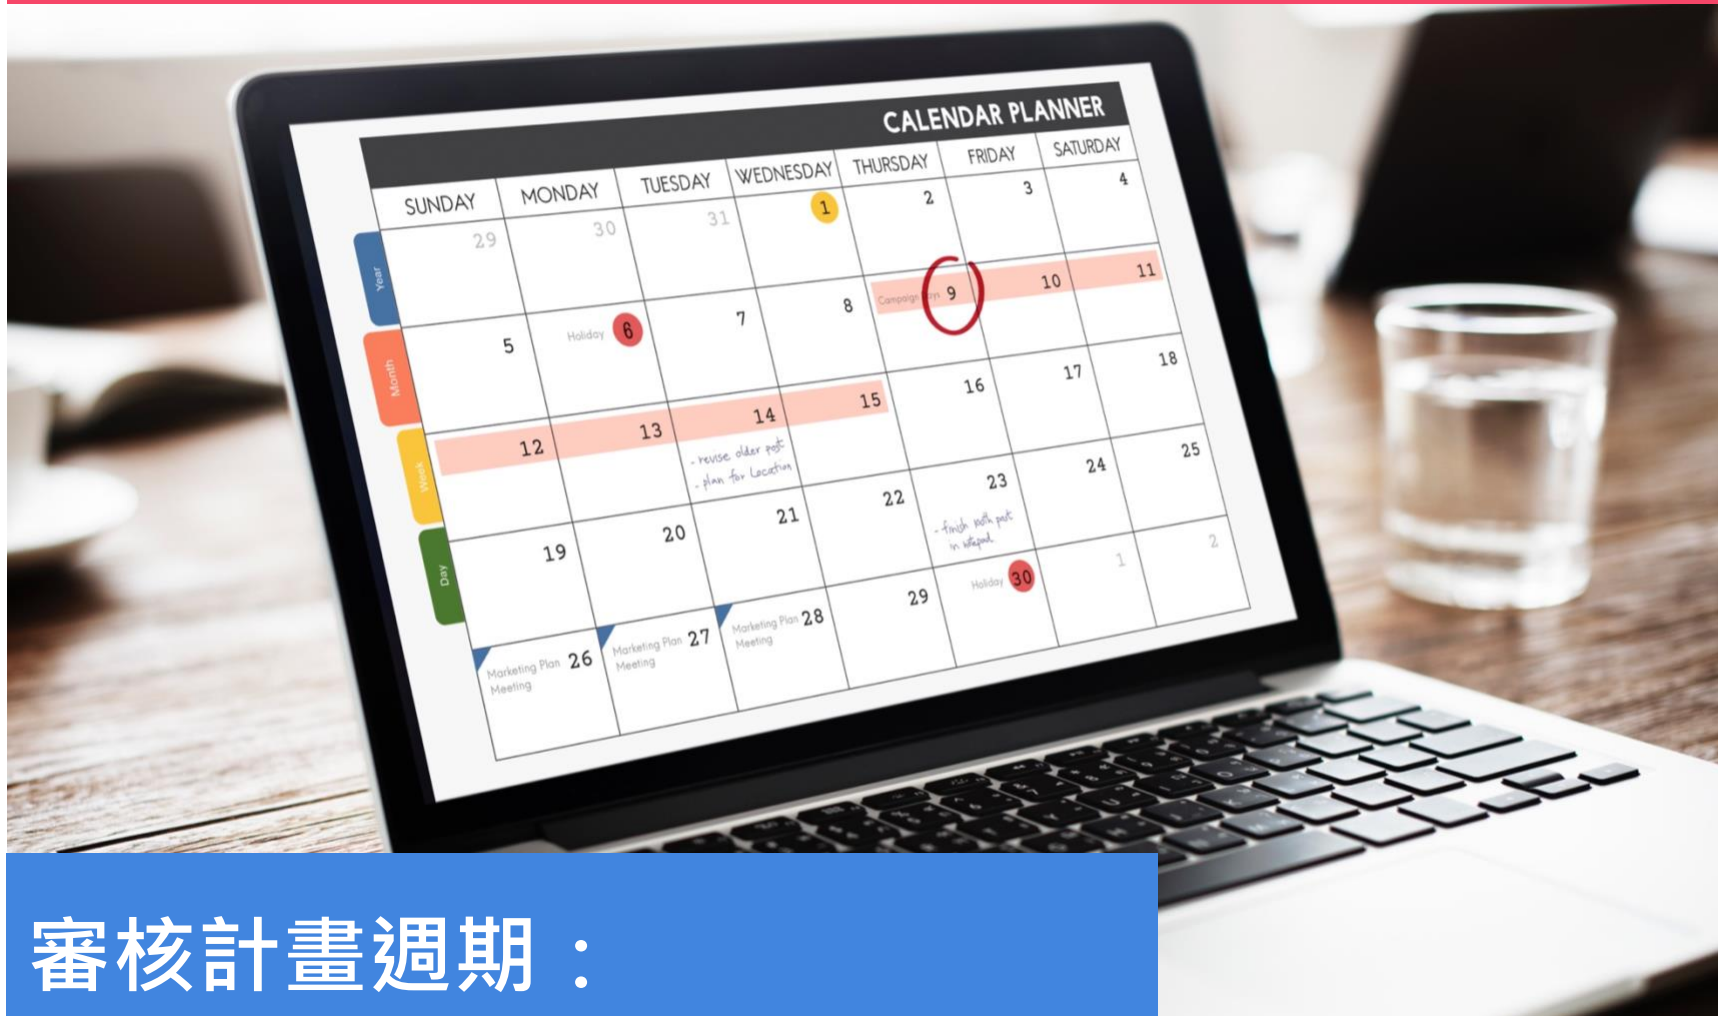 CALENDAR PLANNER
SUNDAY MONDAY TUESDAY WEDNESDAY THURSDAY FRIDAY SATURDAY
29 30 31 1 2 3 4
5 Holiday 6 7 8 Campaign 9 10 11
12 13 14 15 16 17 18
- revise older post
- plan for Location
19 20 21 22 23 24 25
- finish
in
Marketing Plan 26 Marketing Plan 27 Marketing Plan 28 29 Holiday 30 1 2
Meeting Meeting Meeting
Year
Month
Week
Day
審核計畫週期：